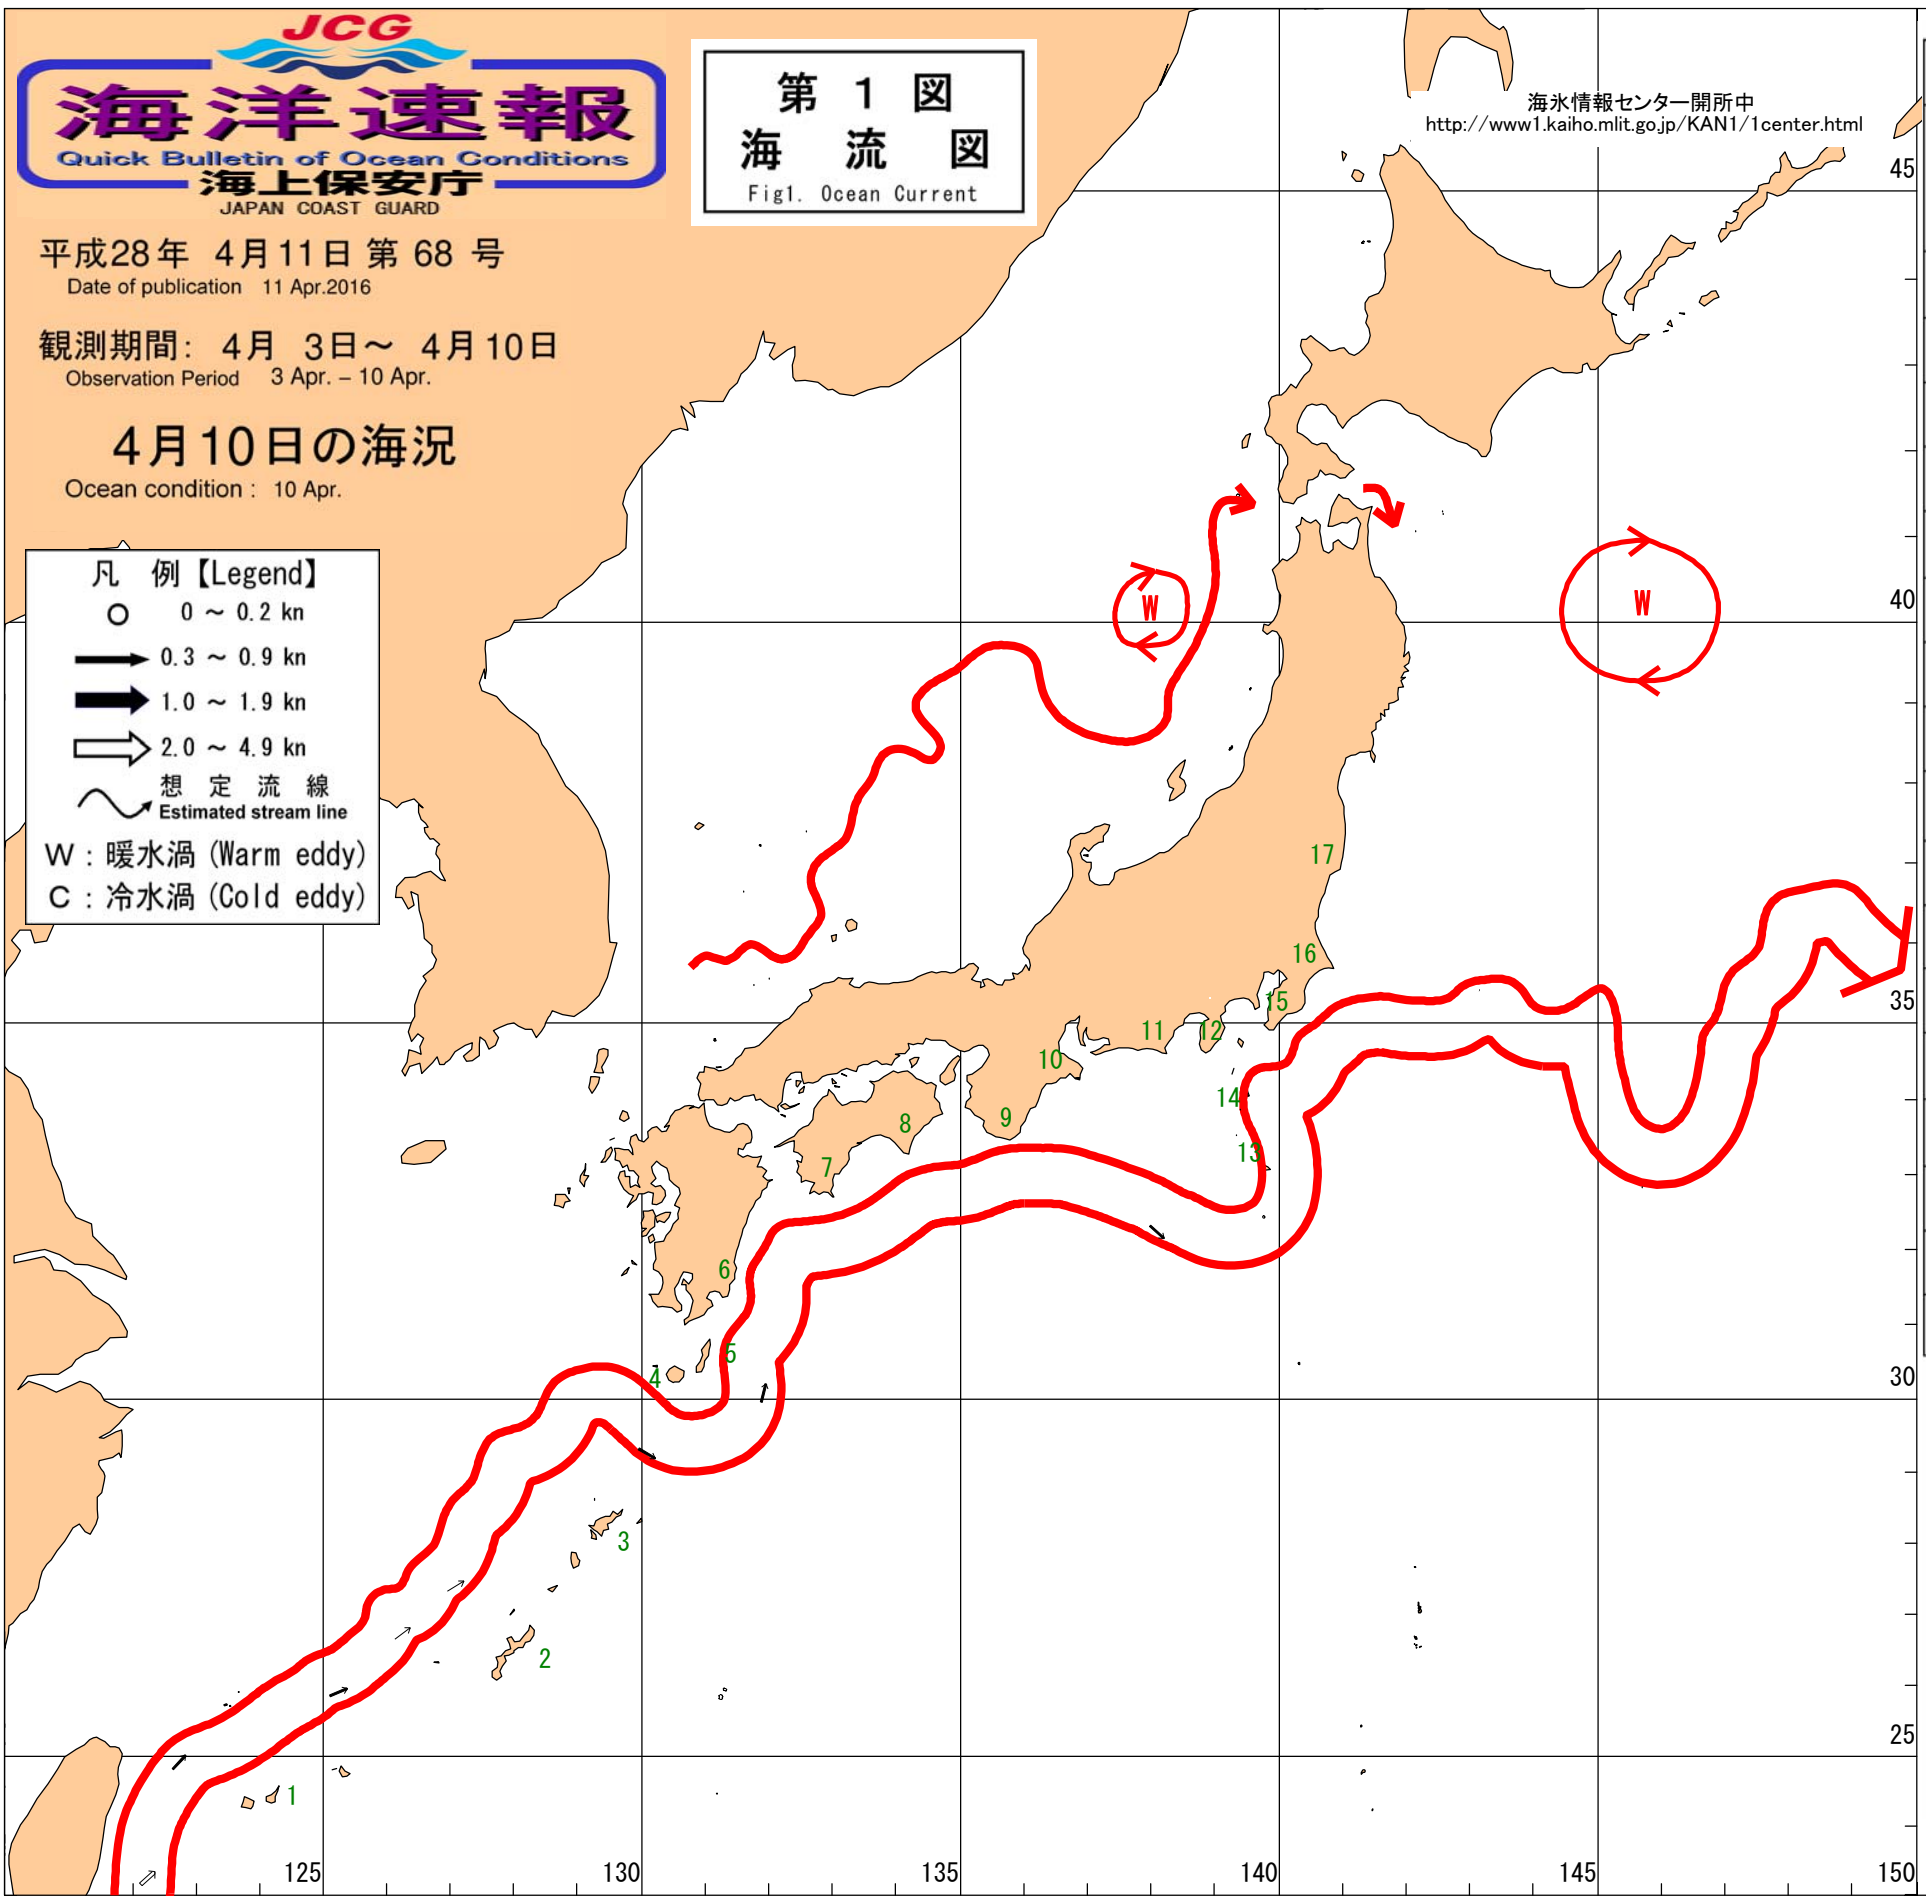 JCG
海洋速報
Quick Bulletin of Ocean Conditions
海上保安庁
JAPAN COAST GUARD
第 1 図
海 流 図
Fig1. Ocean Current
海氷情報センター開所中
http://www1.kaiho.mlit.go.jp/KAN1/1center.html
平成28年 4月11日 第 68 号
Date of publication 11 Apr.2016
観測期間: 4月 3日～ 4月10日
Observation Period 3 Apr. – 10 Apr.
4月10日の海況
Ocean condition : 10 Apr.
凡 例【Legend】
0 ～ 0.2 kn
0.3 ～ 0.9 kn
1.0 ～ 1.9 kn
2.0 ～ 4.9 kn
想 定 流 線
Estimated stream line
W : 暖水渦 (Warm eddy)
C : 冷水渦 (Cold eddy)
45
40
35
30
25
W
W
17
16
15
14
13
12
11
10
9
8
7
6
5
4
3
2
1
125
130
135
140
145
150